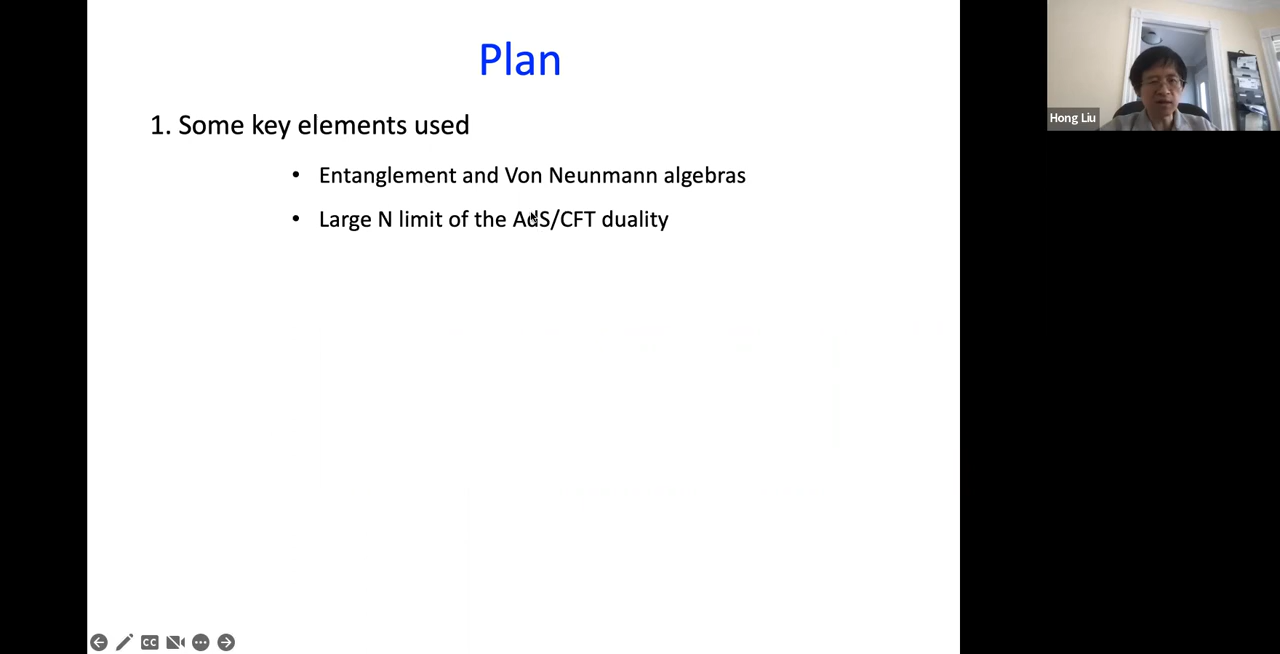 Plan
1. Some key elements used
• Entanglement and Von Neunmann algebras
• Large N limit of the AdS/CFT duality
Hong Liu
CC